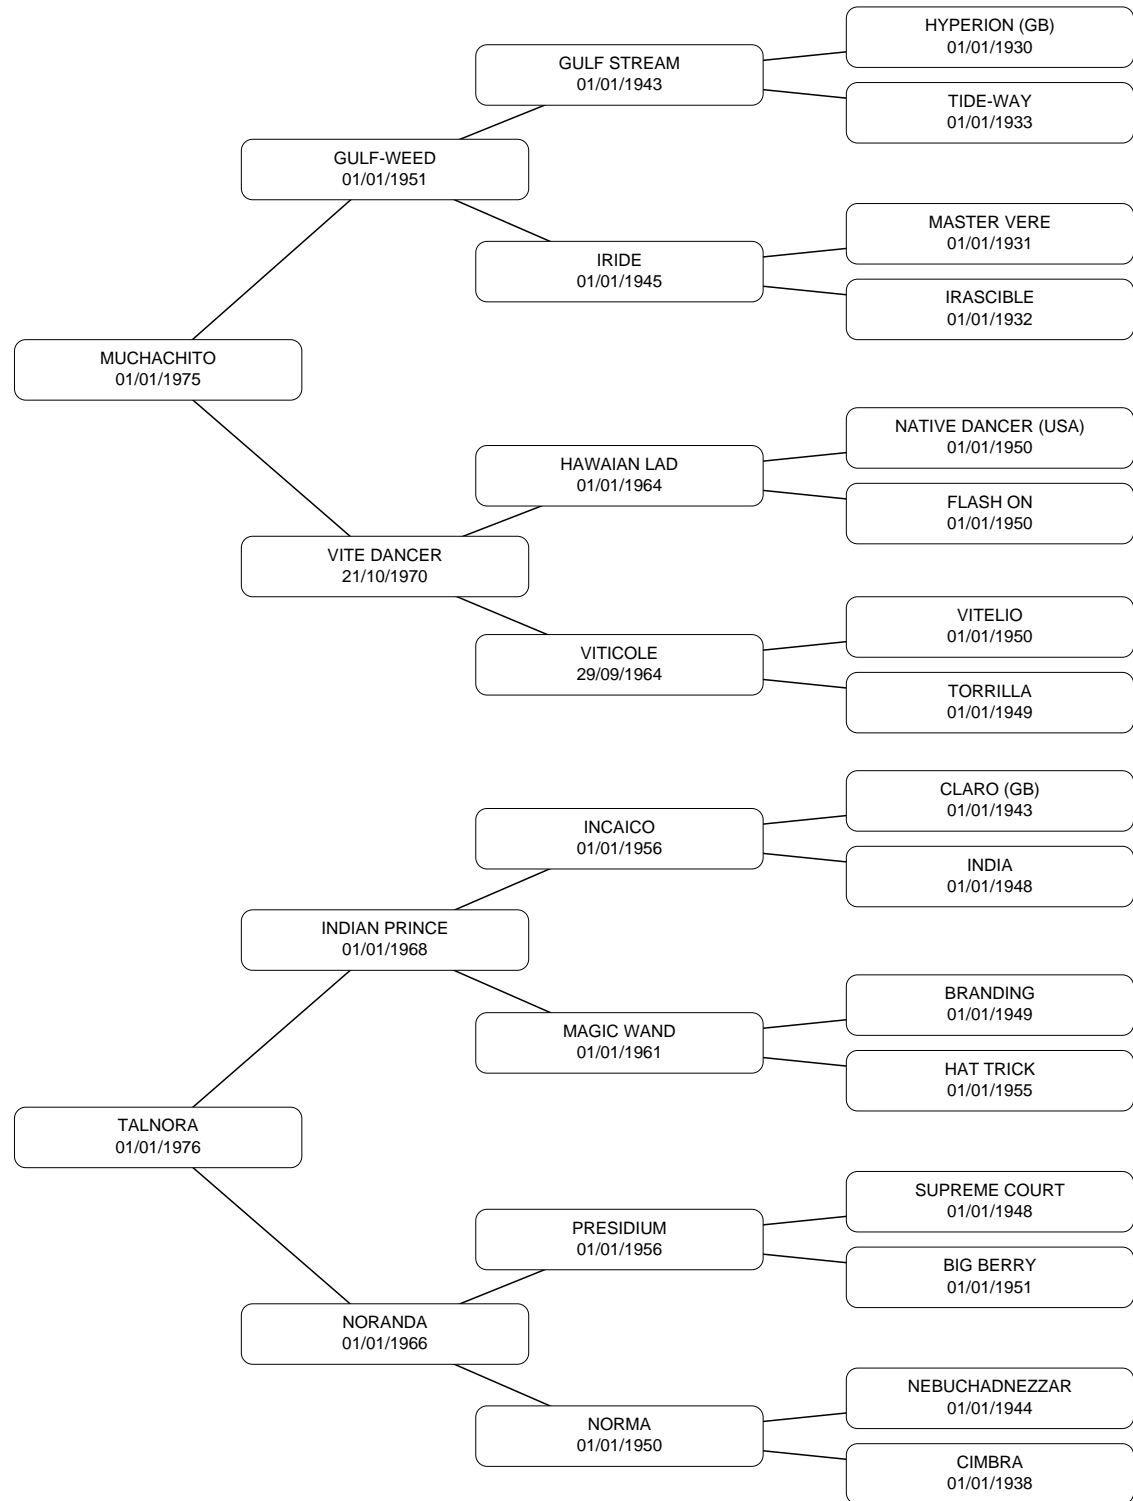 HYPERION (GB)
01/01/1930
GULF STREAM
01/01/1943
TIDE-WAY
01/01/1933
GULF-WEED
01/01/1951
MASTER VERE
01/01/1931
IRIDE
01/01/1945
IRASCIBLE
01/01/1932
MUCHACHITO
01/01/1975
NATIVE DANCER (USA)
01/01/1950
HAWAIAN LAD
01/01/1964
FLASH ON
01/01/1950
VITE DANCER
21/10/1970
VITELIO
01/01/1950
VITICOLE
29/09/1964
TORRILLA
01/01/1949
CLARO (GB)
01/01/1943
INCAICO
01/01/1956
INDIA
01/01/1948
INDIAN PRINCE
01/01/1968
BRANDING
01/01/1949
MAGIC WAND
01/01/1961
HAT TRICK
01/01/1955
TALNORA
01/01/1976
SUPREME COURT
01/01/1948
PRESIDIUM
01/01/1956
BIG BERRY
01/01/1951
NORANDA
01/01/1966
NEBUCHADNEZZAR
01/01/1944
NORMA
01/01/1950
CIMBRA
01/01/1938